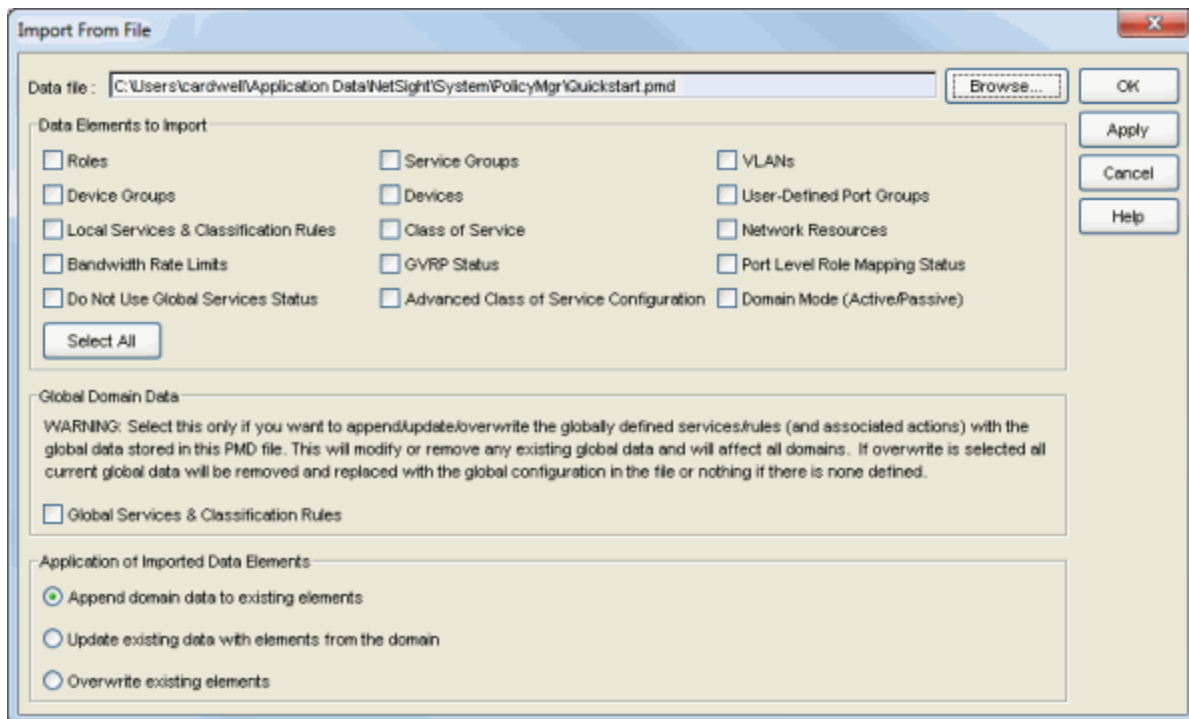 Import From File
Data file : C:\Users\cardwell\Application Data\NetSight\System\PolicyMgr\Quickstart.pmd Browse... OK
Data Elements to Import Apply
Roles Service Groups VLANs
Cancel
Device Groups Devices User-Defined Port Groups
Help
Local Services & Classification Rules Class of Service Network Resources
Bandwidth Rate Limits GVRP Status Port Level Role Mapping Status
Do Not Use Global Services Status Advanced Class of Service Configuration Domain Mode (Active/Passive)
Select All
Global Domain Data
WARNING: Select this only if you want to append/update/overwrite the globally defined services/rules (and associated actions) with the
global data stored in this PMD file. This will modify or remove any existing global data and will affect all domains. If overwrite is selected all
current global data will be removed and replaced with the global configuration in the file or nothing if there is none defined.
Global Services & Classification Rules
Application of Imported Data Elements
Append domain data to existing elements
Update existing data with elements from the domain
Overwrite existing elements